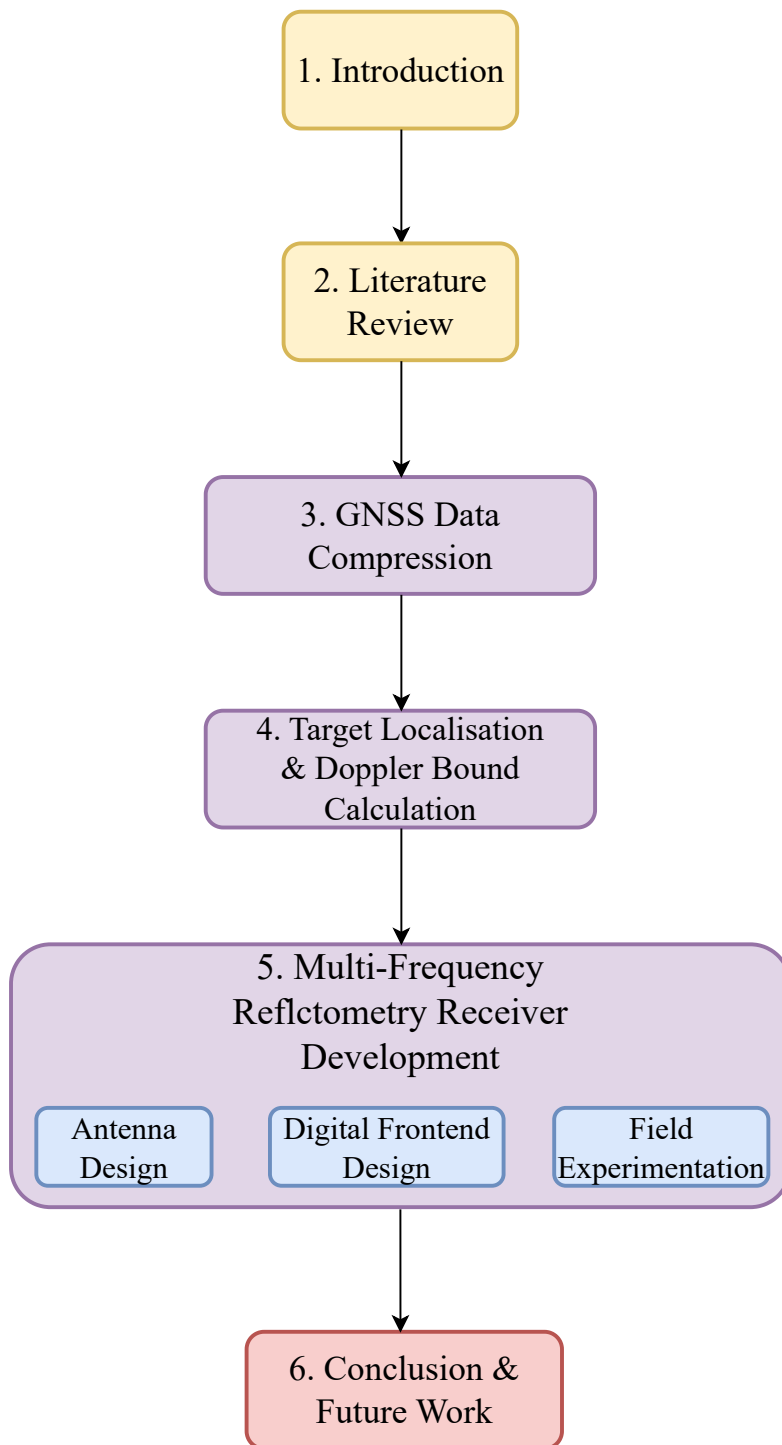 1. Introduction
2. Literature
Review
3. GNSS Data
Compression
4. Target Localisation
& Doppler Bound
Calculation
5. Multi-Frequency
Reflctometry Receiver
Development
Antenna
Design
Digital Frontend
Design
Field
Experimentation
6. Conclusion &
Future Work